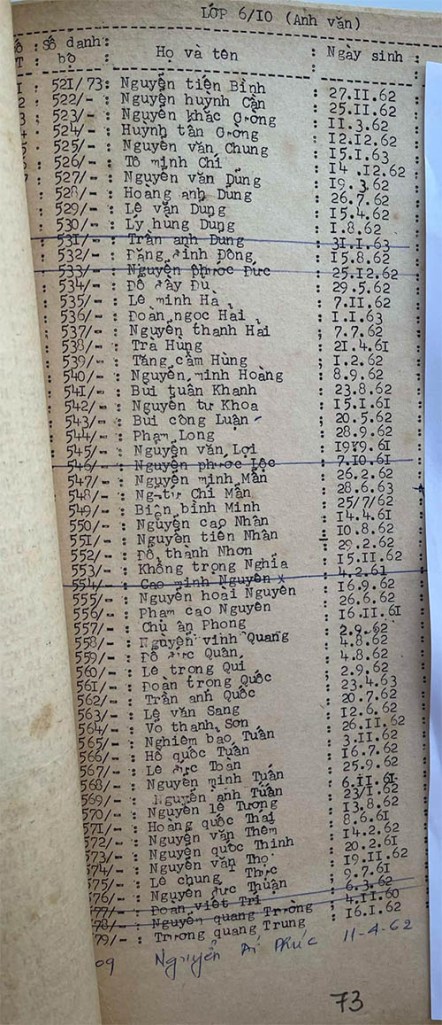 LỚP 6/10 (Anh văn)
Số danh bộ : Họ và tên : Ngày sinh
521/73: Nguyễn tiến Bình : 27.11.62
522/- : Nguyễn huỳnh Cận : 25.11.62
523/- : Nguyễn khắc Cường : 11.3.62
524/- : Huỳnh tấn Cường : 12.12.62
525/- : Nguyễn văn Chung : 15.1.63
526/- : Tô minh Chí : 14.12.62
527/- : Nguyễn văn Dũng : 19.3.62
528/- : Hoàng anh Dũng : 26.7.62
529/- : Lê văn Dũng : 15.4.62
530/- : Lý hùng Dũng : 1.8.62
531/- : Trần anh Dũng : 31.1.63
532/- : Đặng đình Đông : 15.8.62
533/- : Nguyễn phước Đức : 25.12.62
534/- : Đỗ đầy Đủ : 29.5.62
535/- : Lê minh Hà : 7.11.62
536/- : Đoàn ngọc Hải : 1.1.63
537/- : Nguyễn thanh Hải : 7.7.62
538/- : Trà Hùng : 21.4.61
539/- : Tăng cẩm Hùng : 1.2.62
540/- : Nguyễn minh Hoàng : 8.9.62
541/- : Bùi tuấn Khanh : 23.8.62
542/- : Nguyễn tư Khoa : 15.1.61
543/- : Bùi công Luận : 20.5.62
544/- : Phạm Long : 28.9.62
545/- : Nguyễn văn Lợi
546/- : Nguyễn phước Lộc : 7.10.61
547/- : Nguyễn minh Mẫn : 26.2.62
548/- : Ng-tư Chí Mãn : 28.6.63
549/- : Biện bình Minh : 25/7/62
550/- : Nguyễn cao Nhân : 14.4.61
551/- : Nguyễn tiến Nhân : 10.8.62
552/- : Đỗ thành Nhơn : 29.2.62
553/- : Khổng trọng Nghĩa : 15.11.62
554/- : Cao minh Nguyên x : 4.2.61
555/- : Nguyễn hoài Nguyên : 16.9.62
556/- : Phạm cao Nguyên : 26.6.62
557/- : Chu ân Phong : 16.11.61
558/- : Nguyễn vinh Quang : 2.9.62
559/- : Đỗ đức Quân : 4.8.62
560/- : Lê trọng Qui : 4.8.62
561/- : Đoàn trọng Quốc : 2.9.62
562/- : Trần anh Quốc : 23.4.63
563/- : Lê văn Sang : 20.7.62
564/- : Võ thanh Sơn : 12.6.62
565/- : Nghiêm bảo Tuấn : 26.11.62
566/- : Hồ quốc Tuấn : 3.11.62
567/- : Lê đức Toàn : 16.7.62
568/- : Nguyễn minh Tuấn : 25.9.62
569/- : Nguyễn anh Tuấn : 6.11.61
570/- : Nguyễn lê Tường : 23/1.62
571/- : Hoàng quốc Thái : 13.8.62
572/- : Nguyễn văn Thêm : 8.6.61
573/- : Nguyễn quốc Thịnh : 14.2.62
574/- : Nguyễn văn Thọ : 20.2.61
575/- : Lê chung Thức : 19.11.62
576/- : Nguyễn đức Thuận : 9.7.61
577/- : Đoàn viết Trí : 6.3.62
578/- : Nguyễn quang Trường : 4.11.60
579/- : Trương quang Trung : 16.1.62
09 Nguyễn Ái Phúc 11-4-62
73